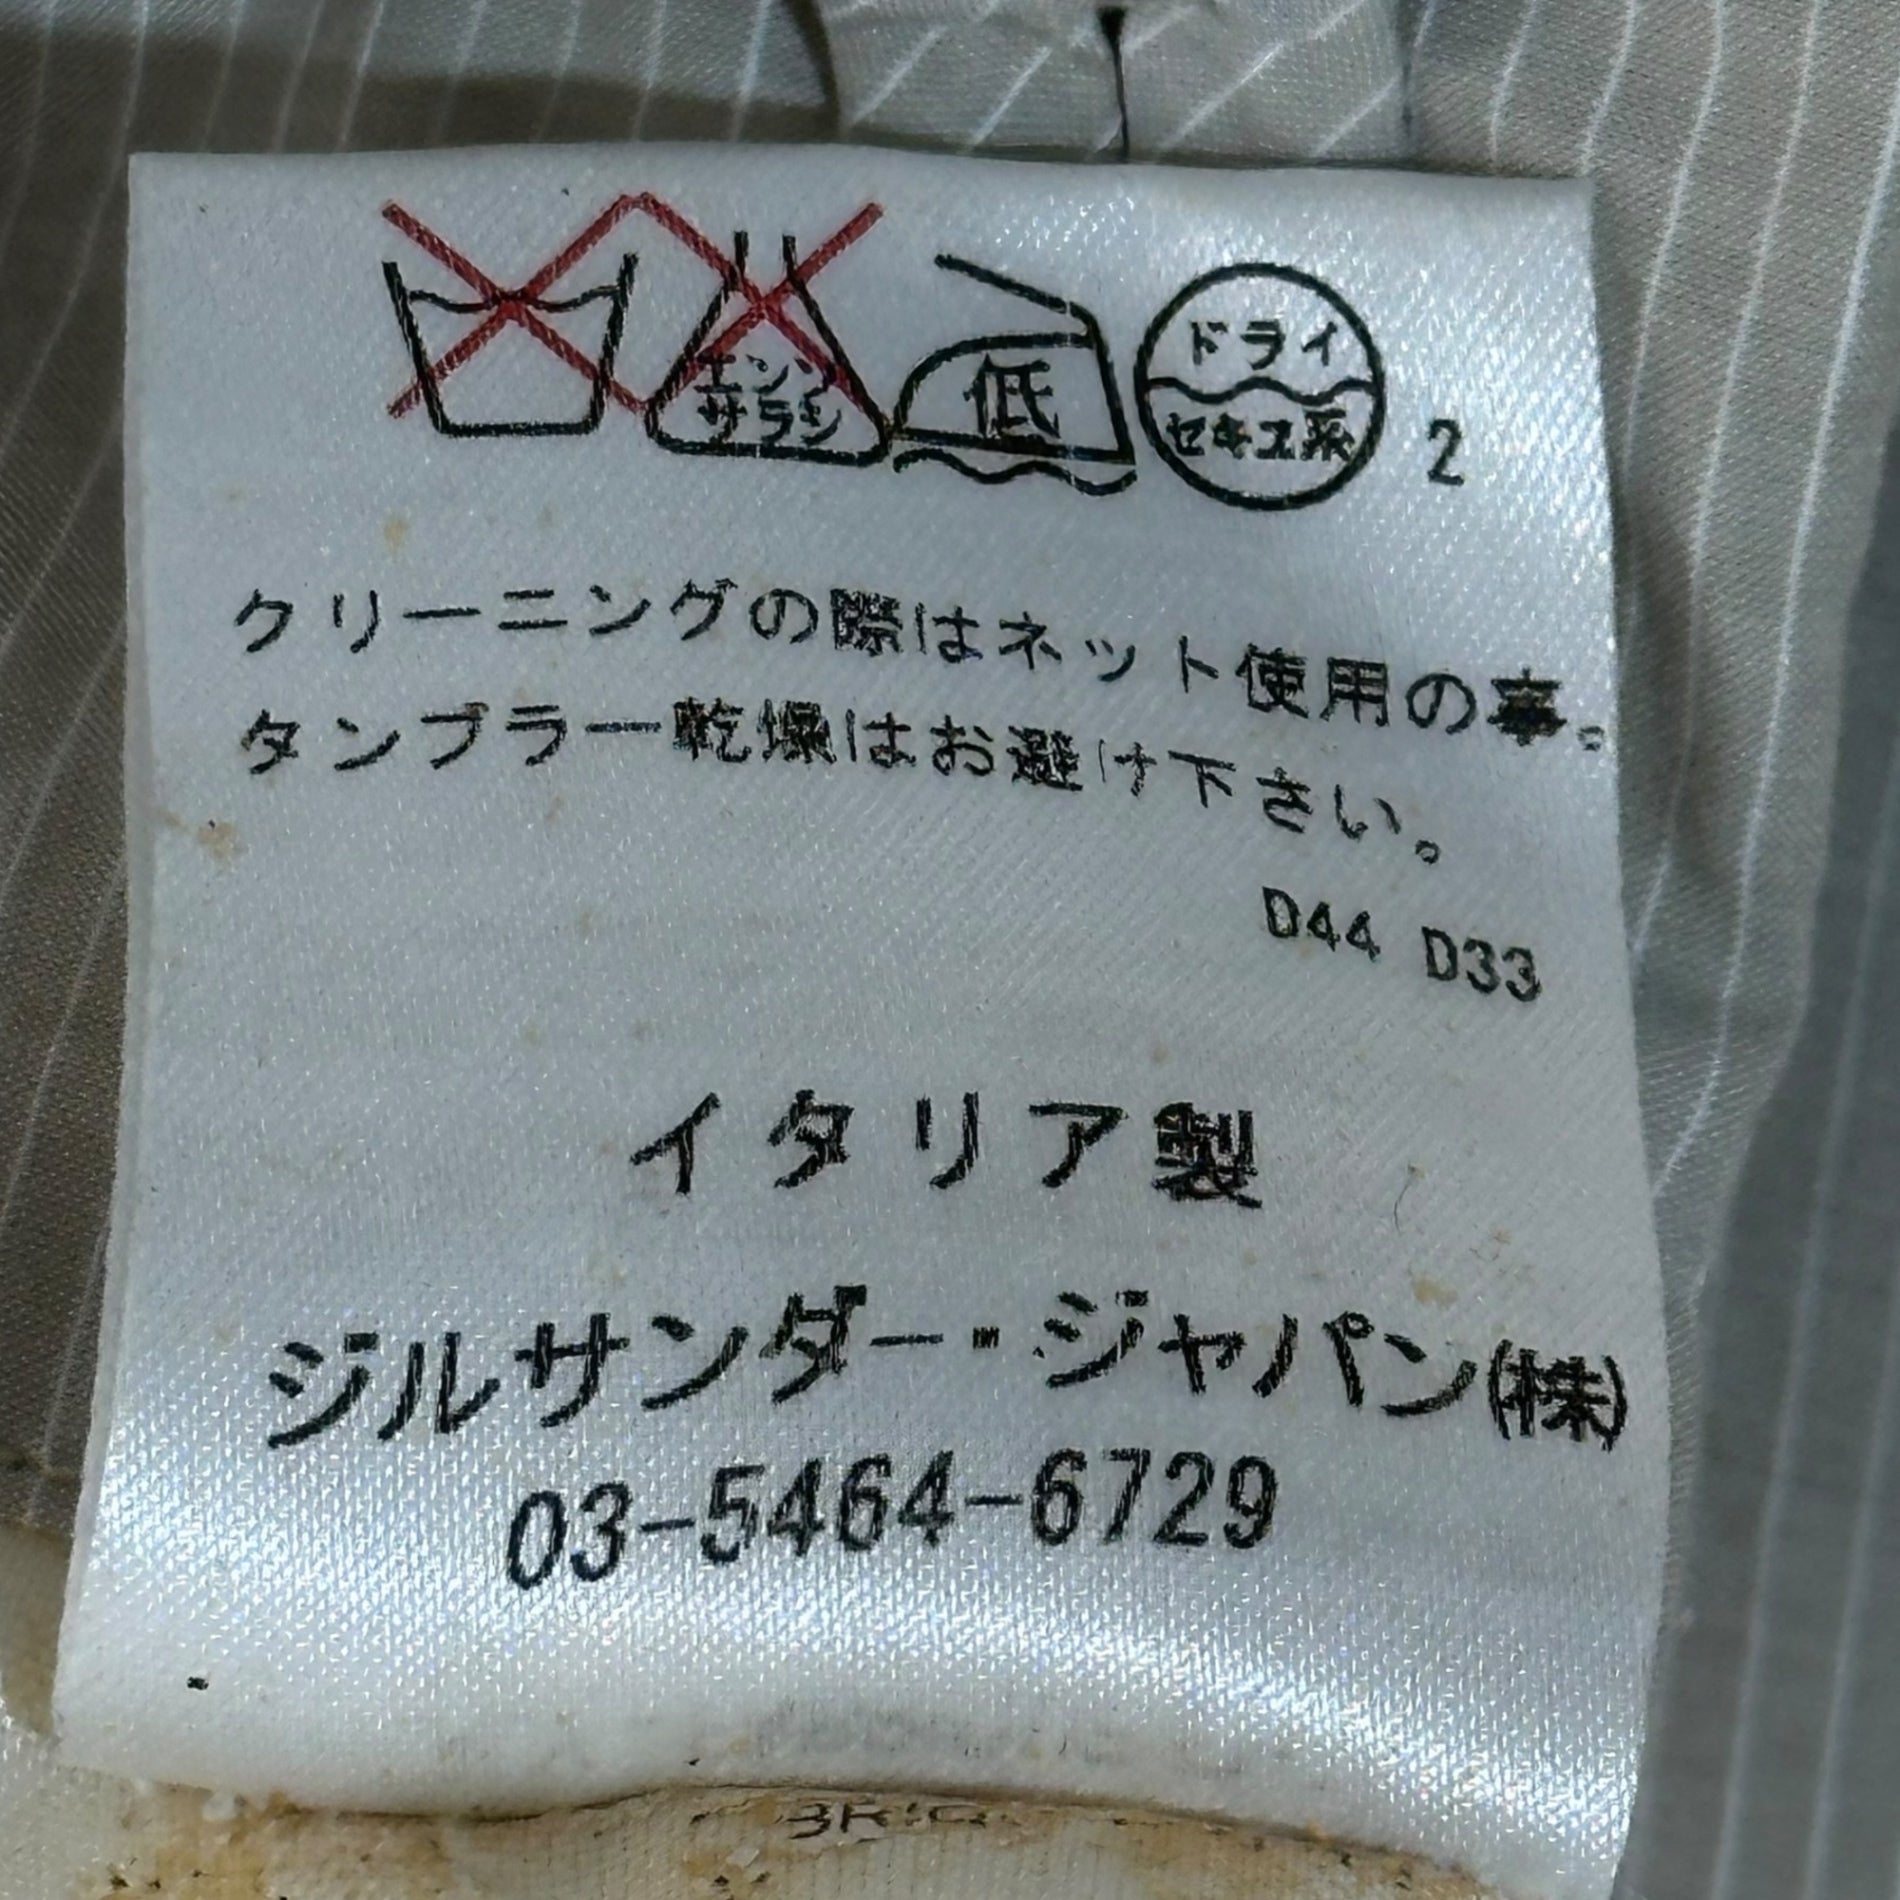 エンソ
サラシ
低
ドライ
セキユ系
2
クリーニングの際はネット使用の事。
タンブラー乾燥はお避け下さい。
D44 D33
イタリア製
ジルサンダー・ジャパン(株)
03-5464-6729